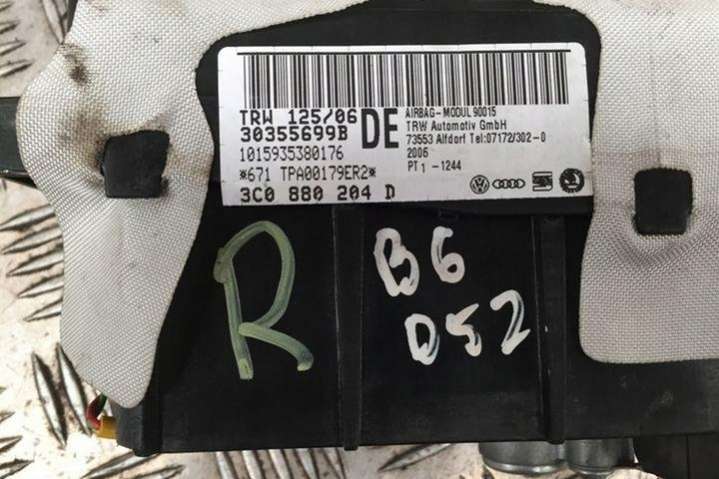 TRW 125/06
30355699B
DE
1015935380176
*671 TPA00179ER2*
3C0 880 204 D
AIRBAG-MODUL 90015
TRW Automotiv GmbH
73553 Alfdorf Tel:07172/302-0
2006
PT1 -1244
R
B6
052